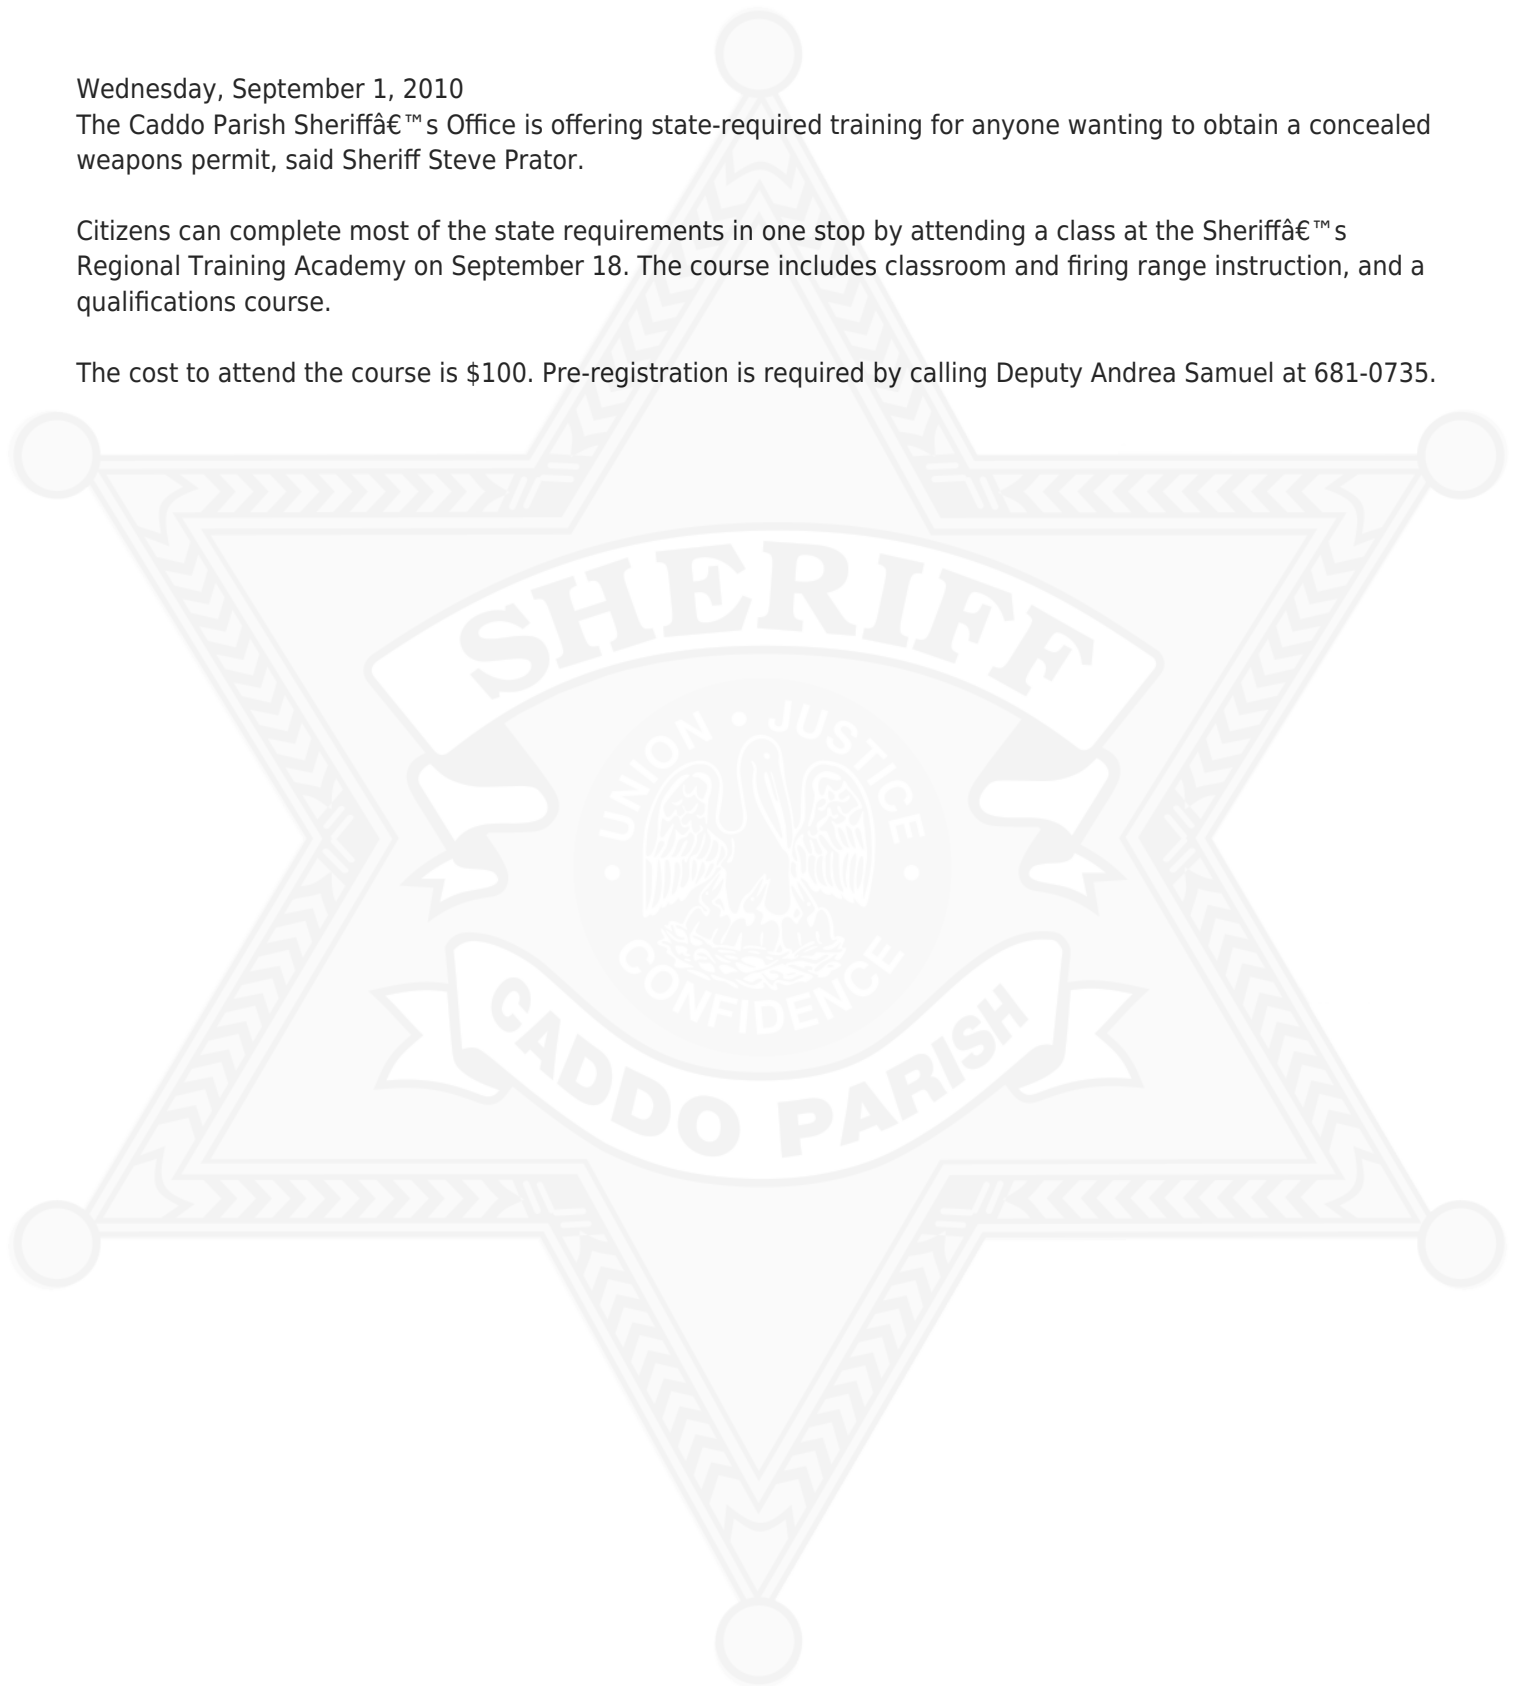 Wednesday, September 1, 2010
The Caddo Parish Sheriffâ€™s Office is offering state-required training for anyone wanting to obtain a concealed
weapons permit, said Sheriff Steve Prator.
Citizens can complete most of the state requirements in one stop by attending a class at the Sheriffâ€™s
Regional Training Academy on September 18. The course includes classroom and firing range instruction, and a
qualifications course.
The cost to attend the course is $100. Pre-registration is required by calling Deputy Andrea Samuel at 681-0735.
SHERIFF
UNION • JUSTICE
• CONFIDENCE •
CADDO PARISH